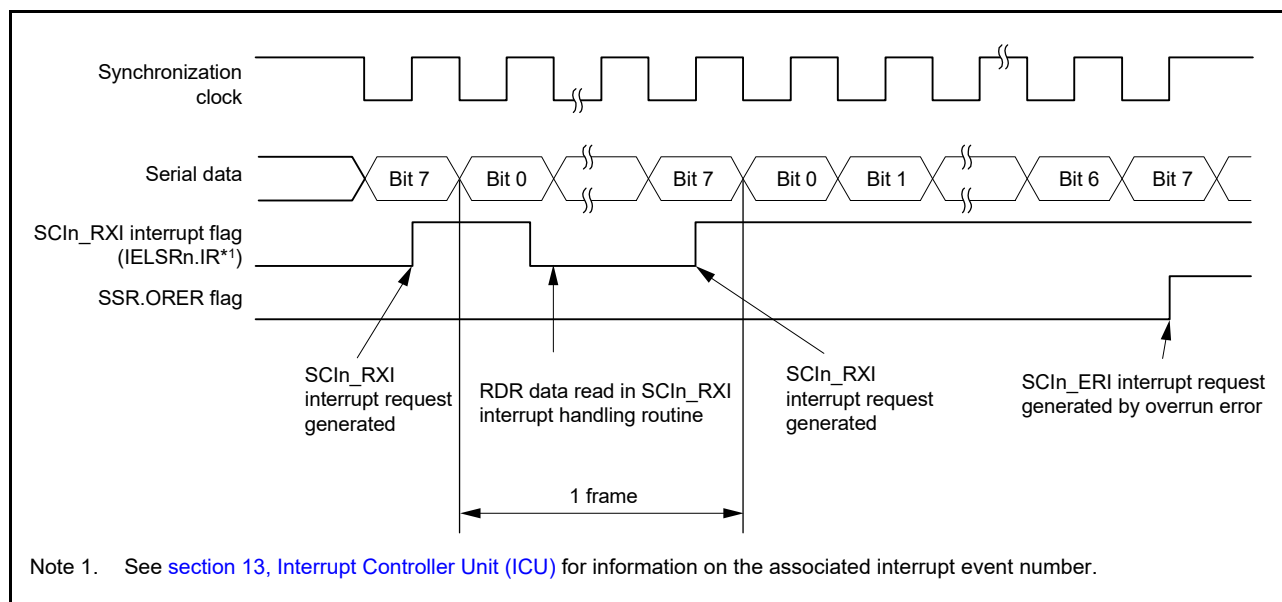 Synchronization
clock
Serial data
Bit 7
Bit 0
Bit 7
Bit 0
Bit 1
Bit 6
Bit 7
SCIn_RXI interrupt flag
(IELSRn.IR*1)
SSR.ORER flag
SCIn_RXI
interrupt request
generated
RDR data read in SCIn_RXI
interrupt handling routine
SCIn_RXI
interrupt request
generated
SCIn_ERI interrupt request
generated by overrun error
1 frame
Note 1. See section 13, Interrupt Controller Unit (ICU) for information on the associated interrupt event number.